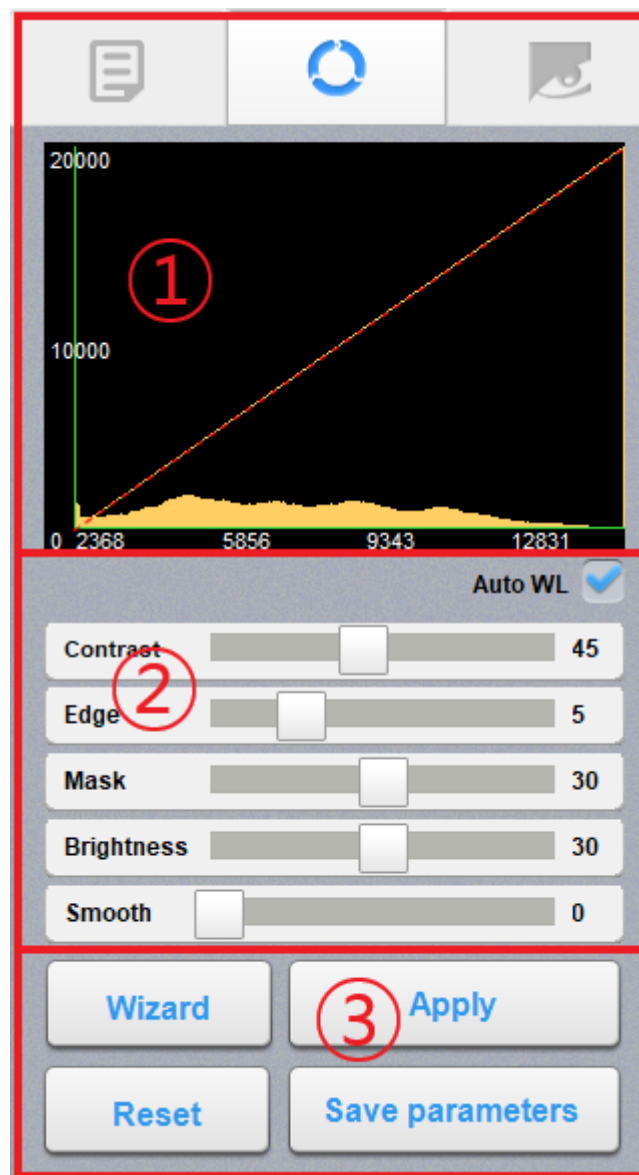 20000
①
10000
0 2368 5856 9343 12831
Auto WL
Contrast 45
②
Edge 5
Mask 30
Brightness 30
Smooth 0
Wizard Apply
③
Reset Save parameters